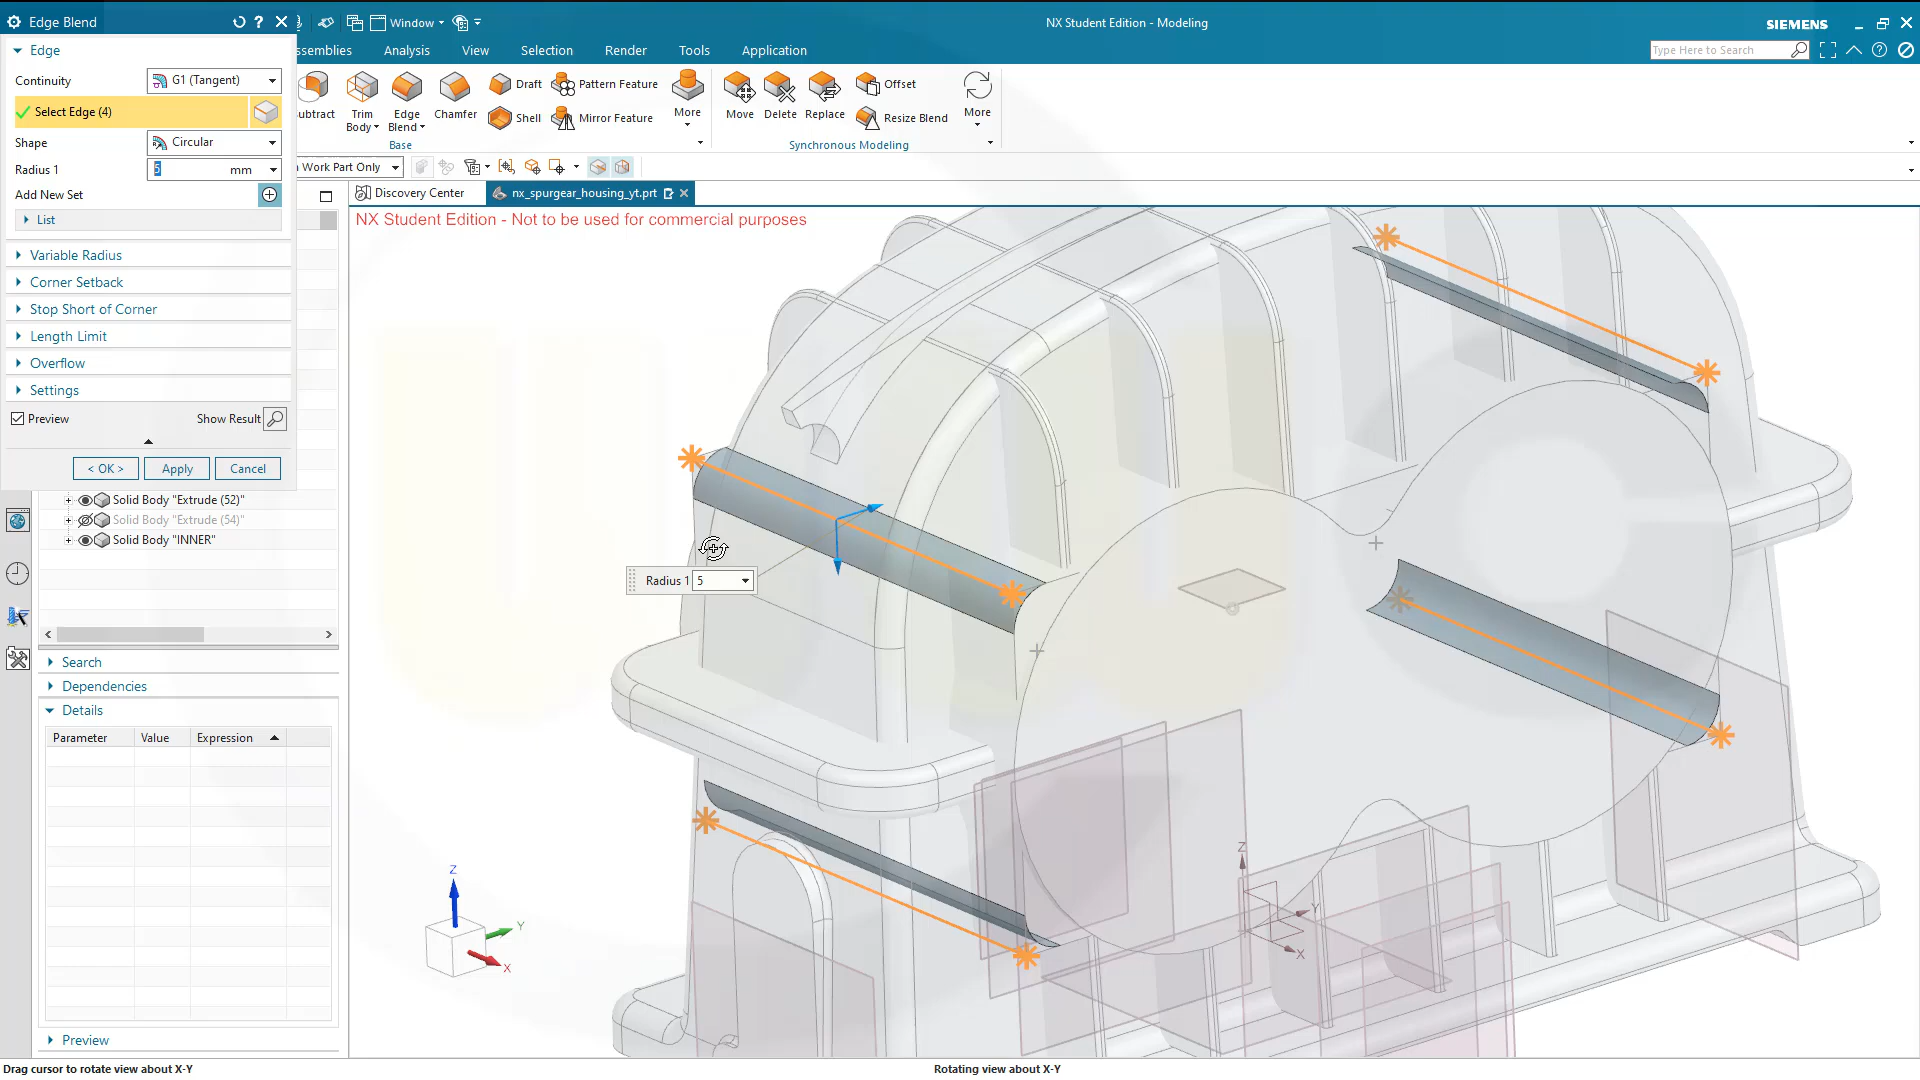 Edge Blend
Window
NX Student Edition - Modeling
SIEMENS
Edge
Continuity
G1 (Tangent)
Select Edge (4)
Shape
Circular
Radius 1
5
mm
Add New Set
List
Variable Radius
Corner Setback
Stop Short of Corner
Length Limit
Overflow
Settings
Preview
Show Result
< OK >
Apply
Cancel
ssemblies
Analysis
View
Selection
Render
Tools
Application
Type Here to Search
ubtract
Trim
Body
Edge
Blend
Chamfer
Draft
Shell
Pattern Feature
Mirror Feature
More
Base
Move
Delete
Replace
Offset
Resize Blend
More
Synchronous Modeling
Work Part Only
Discovery Center
nx_spurgear_housing_yt.prt
NX Student Edition - Not to be used for commercial purposes
Solid Body "Extrude (52)"
Solid Body "Extrude (54)"
Solid Body "INNER"
Search
Dependencies
Details
Parameter
Value
Expression
Preview
Radius 1
5
Z
Y
X
Z
Y
X
Drag cursor to rotate view about X-Y
Rotating view about X-Y